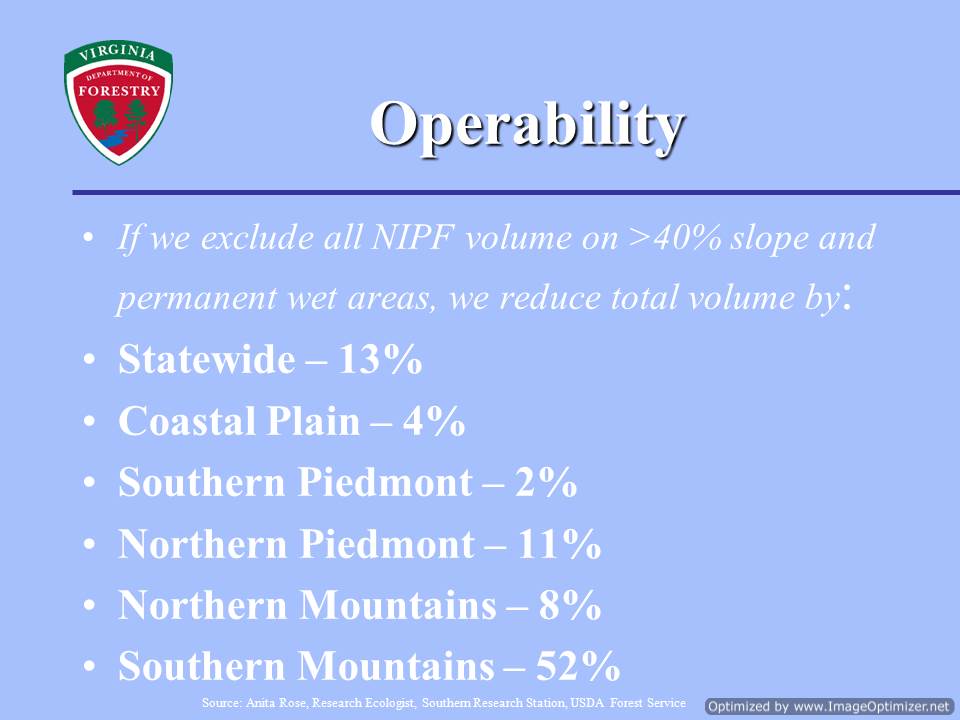 VIRGINIA
DEPARTMENT OF
FORESTRY
Operability
• If we exclude all NIPF volume on >40% slope and
permanent wet areas, we reduce total volume by:
• Statewide – 13%
• Coastal Plain – 4%
• Southern Piedmont – 2%
• Northern Piedmont – 11%
• Northern Mountains – 8%
• Southern Mountains – 52%
Source: Anita Rose, Research Ecologist, Southern Research Station, USDA Forest Service
Optimized by www.ImageOptimizer.net